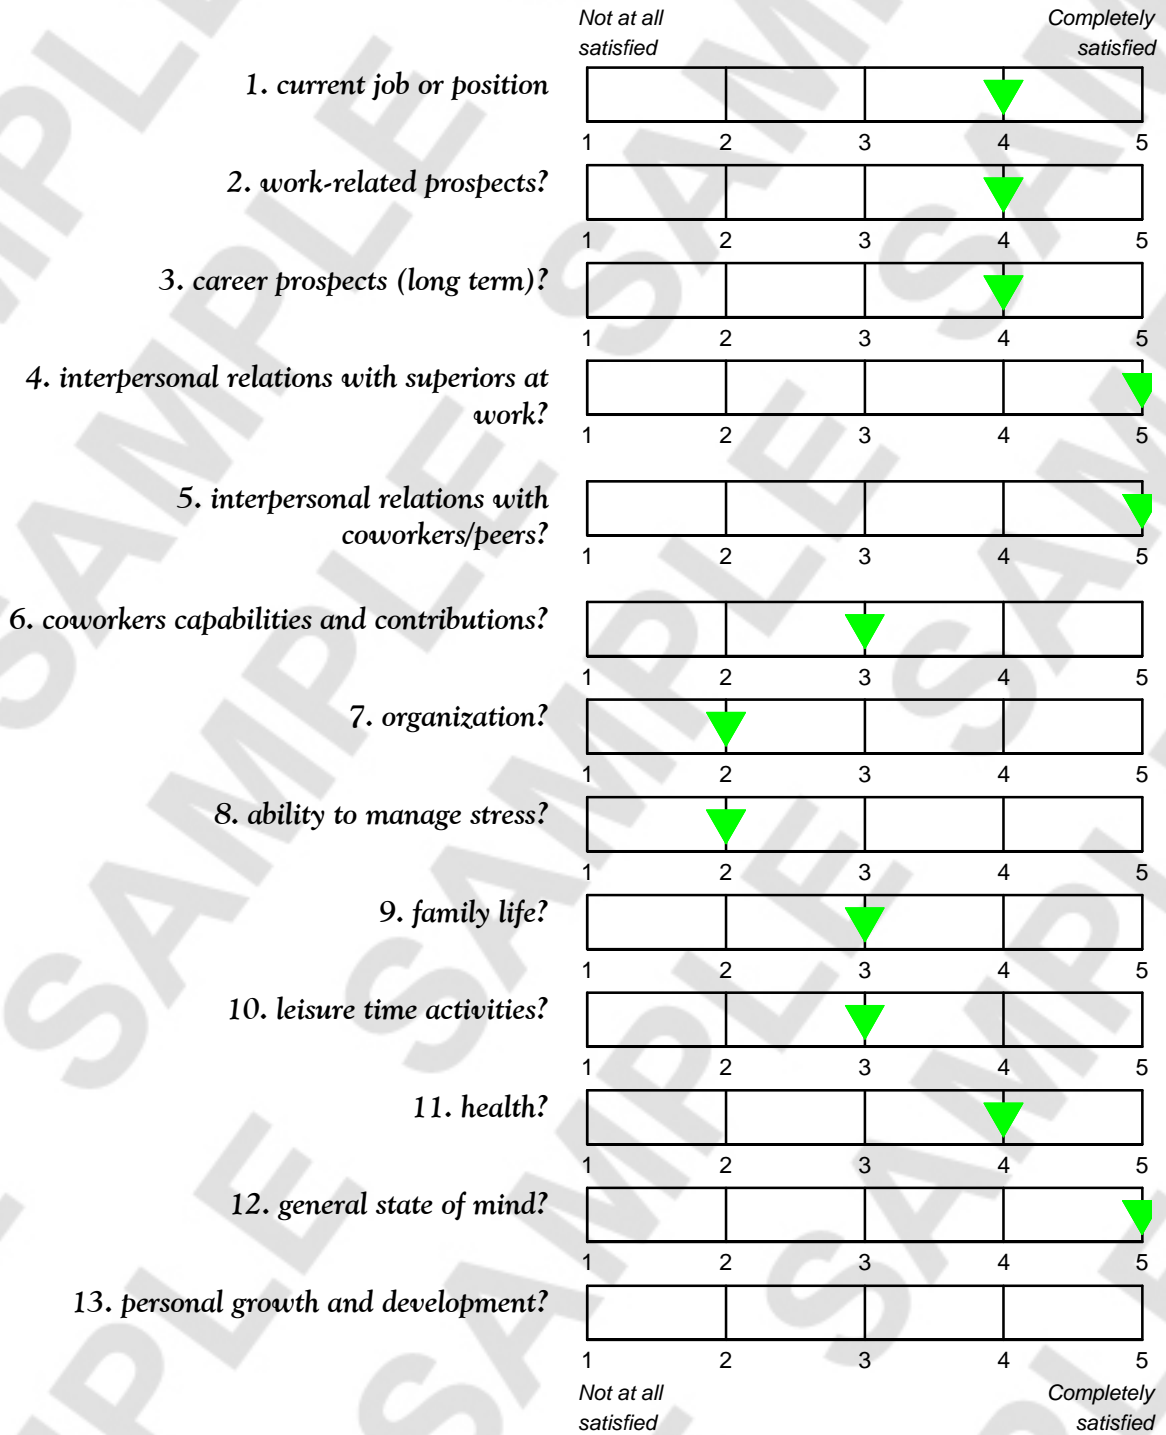 Not at all Completely
satisfied satisfied
1. current job or position
1 2 3 4 5
2. work-related prospects?
1 2 3 4 5
3. career prospects (long term)?
1 2 3 4 5
4. interpersonal relations with superiors at
work?
1 2 3 4 5
5. interpersonal relations with
coworkers/peers?
1 2 3 4 5
6. coworkers capabilities and contributions?
1 2 3 4 5
7. organization?
1 2 3 4 5
8. ability to manage stress?
1 2 3 4 5
9. family life?
1 2 3 4 5
10. leisure time activities?
1 2 3 4 5
11. health?
1 2 3 4 5
12. general state of mind?
1 2 3 4 5
13. personal growth and development?
1 2 3 4 5
Not at all Completely
satisfied satisfied
SAMPLE